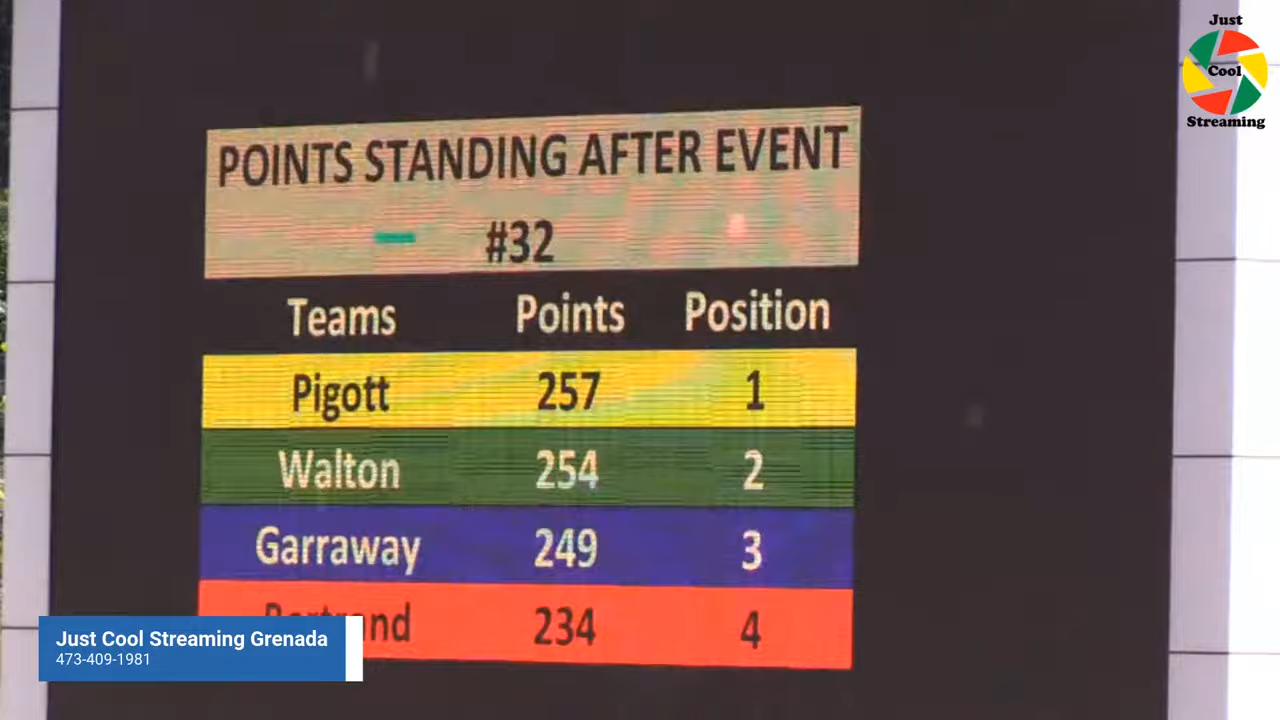 Just
Cool
Streaming
POINTS STANDING AFTER EVENT
#32
Teams Points Position
Pigott 257 1
Walton 254 2
Garraway 249 3
Bertrand 234 4
Just Cool Streaming Grenada
473-409-1981